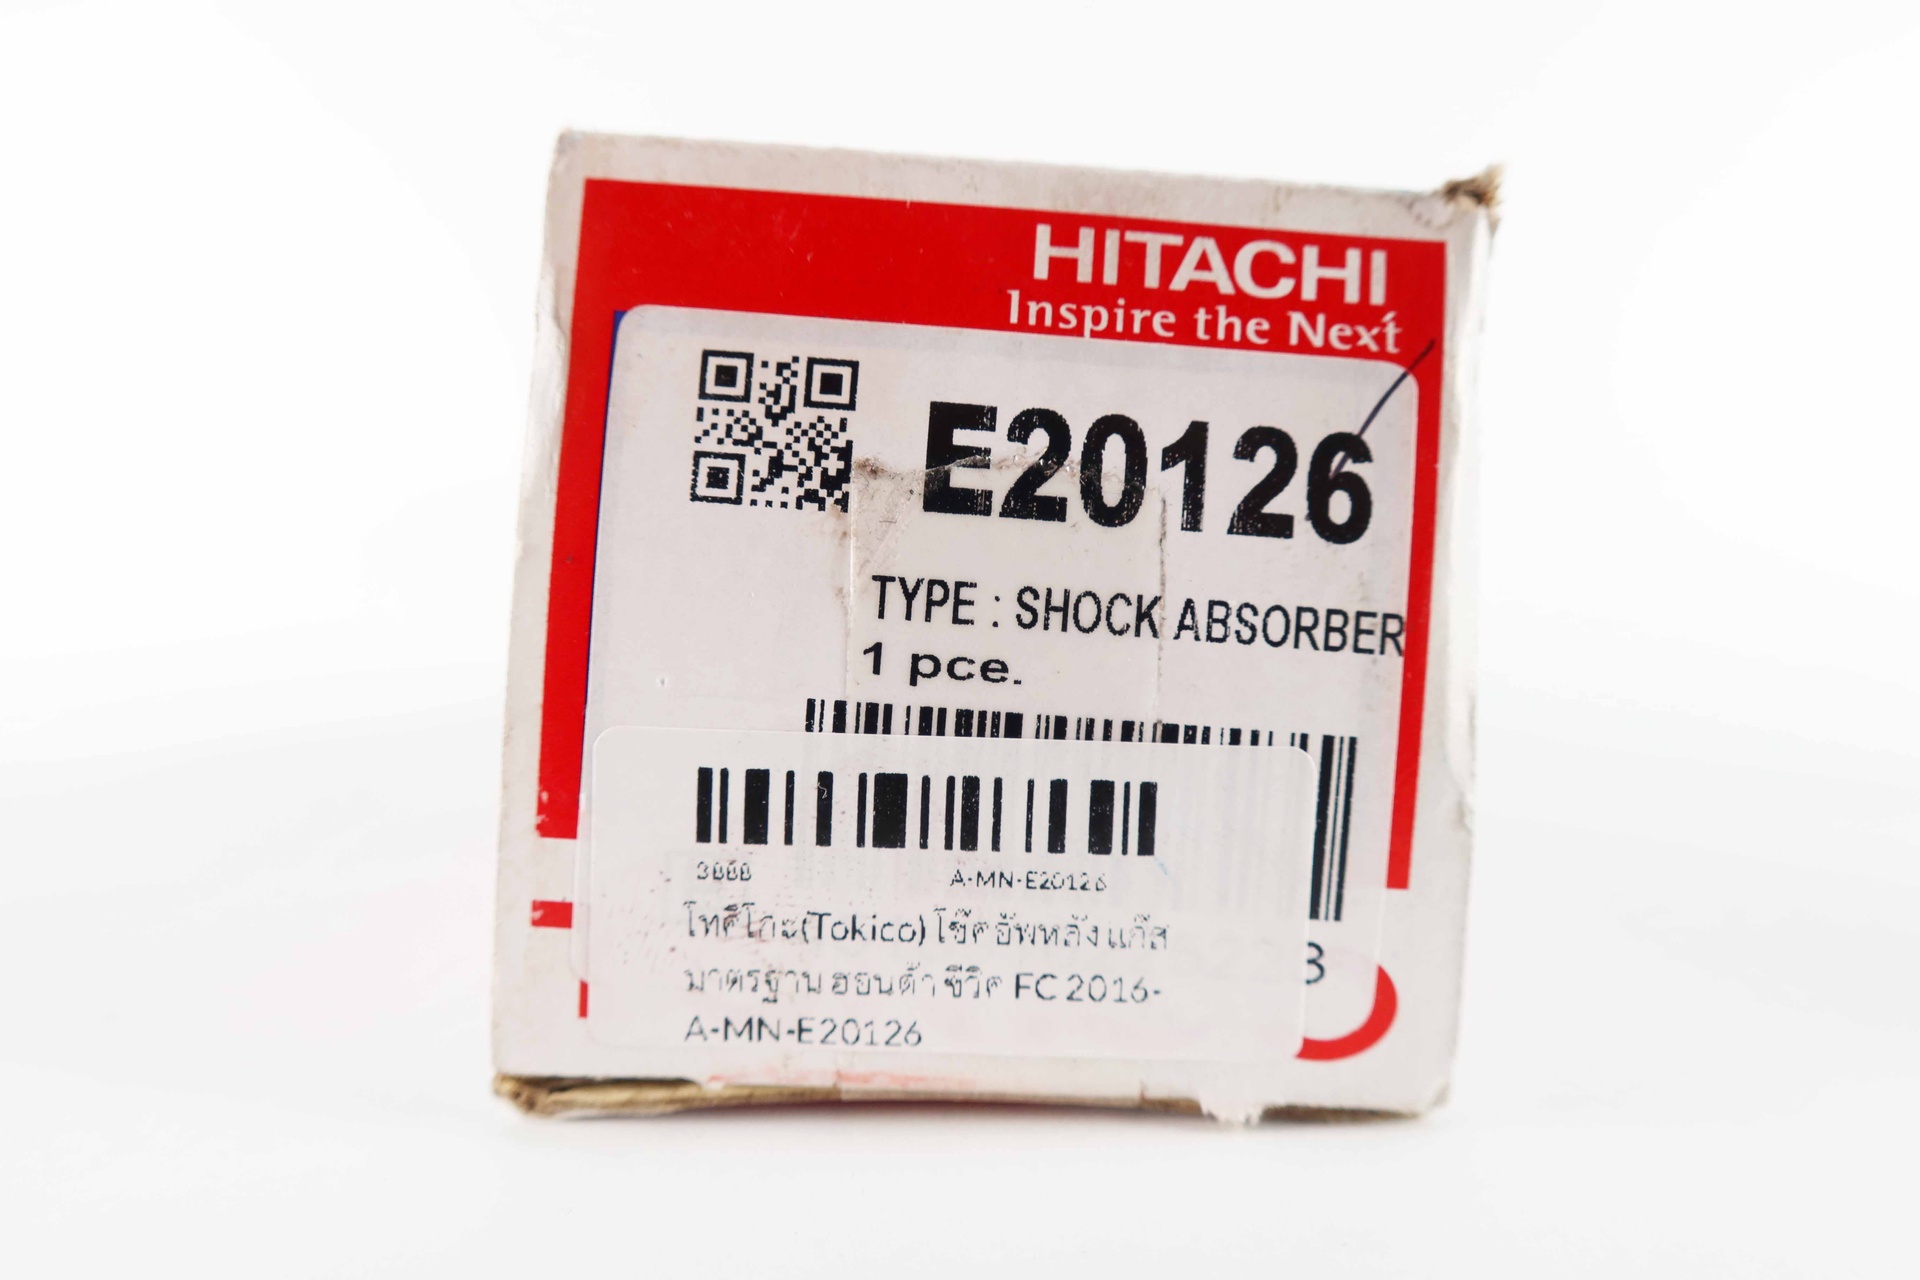 HITACHI
Inspire the Next
E20126
TYPE : SHOCK ABSORBER
1 pce.
A-MN-E20126
โทคิโกะ(Tokico) โช๊คอัพหลังแก๊ส
มาตรฐาน ฮอนด้า ซีวิค FC 2016-
A-MN-E20126